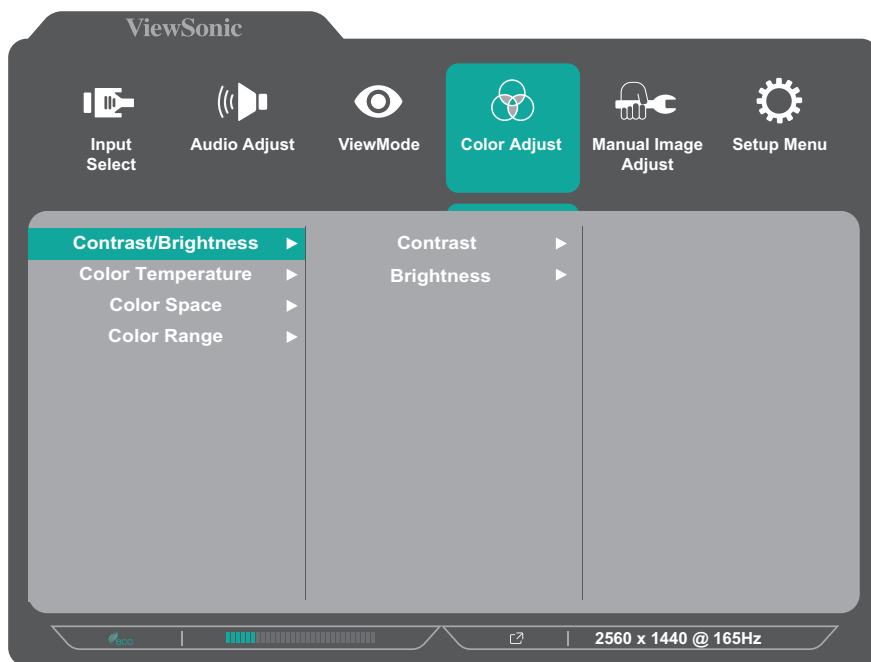 ViewSonic
Input Select
Audio Adjust
ViewMode
Color Adjust
Manual Image Adjust
Setup Menu
Contrast/Brightness
Contrast
Color Temperature
Brightness
Color Space
Color Range
eco
2560 x 1440 @ 165Hz